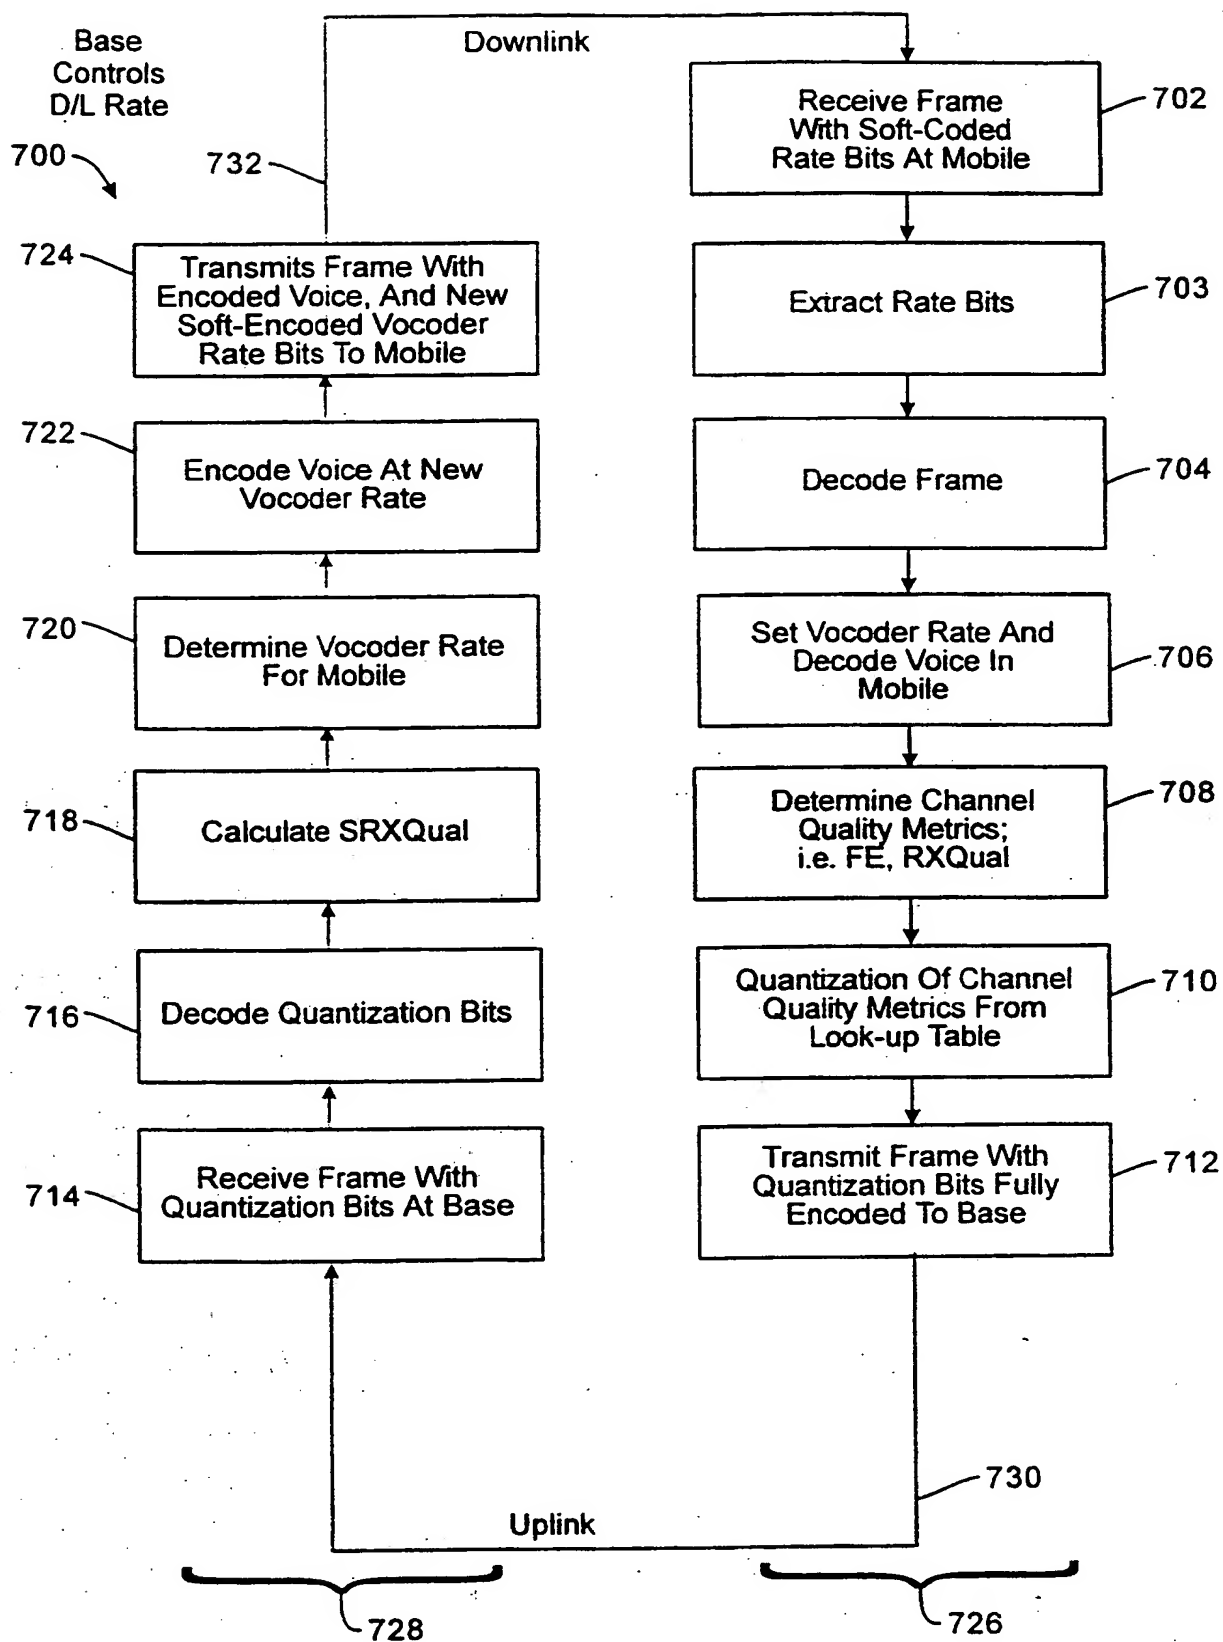 Base
Controls
D/L Rate
700
732
Downlink
Receive Frame
With Soft-Coded
Rate Bits At Mobile
702
724
Transmits Frame With
Encoded Voice, And New
Soft-Encoded Vocoder
Rate Bits To Mobile
Extract Rate Bits
703
722
Encode Voice At New
Vocoder Rate
Decode Frame
704
720
Determine Vocoder Rate
For Mobile
Set Vocoder Rate And
Decode Voice In
Mobile
706
718
Calculate SRXQual
Determine Channel
Quality Metrics;
i.e. FE, RXQual
708
716
Decode Quantization Bits
Quantization Of Channel
Quality Metrics From
Look-up Table
710
714
Receive Frame With
Quantization Bits At Base
Transmit Frame With
Quantization Bits Fully
Encoded To Base
712
730
Uplink
728
726